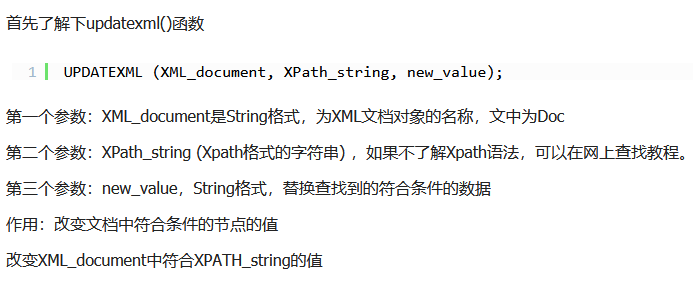 首先了解下updatexml()函数
1 UPDATEXML (XML_document, XPath_string, new_value);
第一个参数：XML_document是String格式，为XML文档对象的名称，文中为Doc
第二个参数：XPath_string (Xpath格式的字符串) ，如果不了解Xpath语法，可以在网上查找教程。
第三个参数：new_value，String格式，替换查找到的符合条件的数据
作用：改变文档中符合条件的节点的值
改变XML_document中符合XPATH_string的值